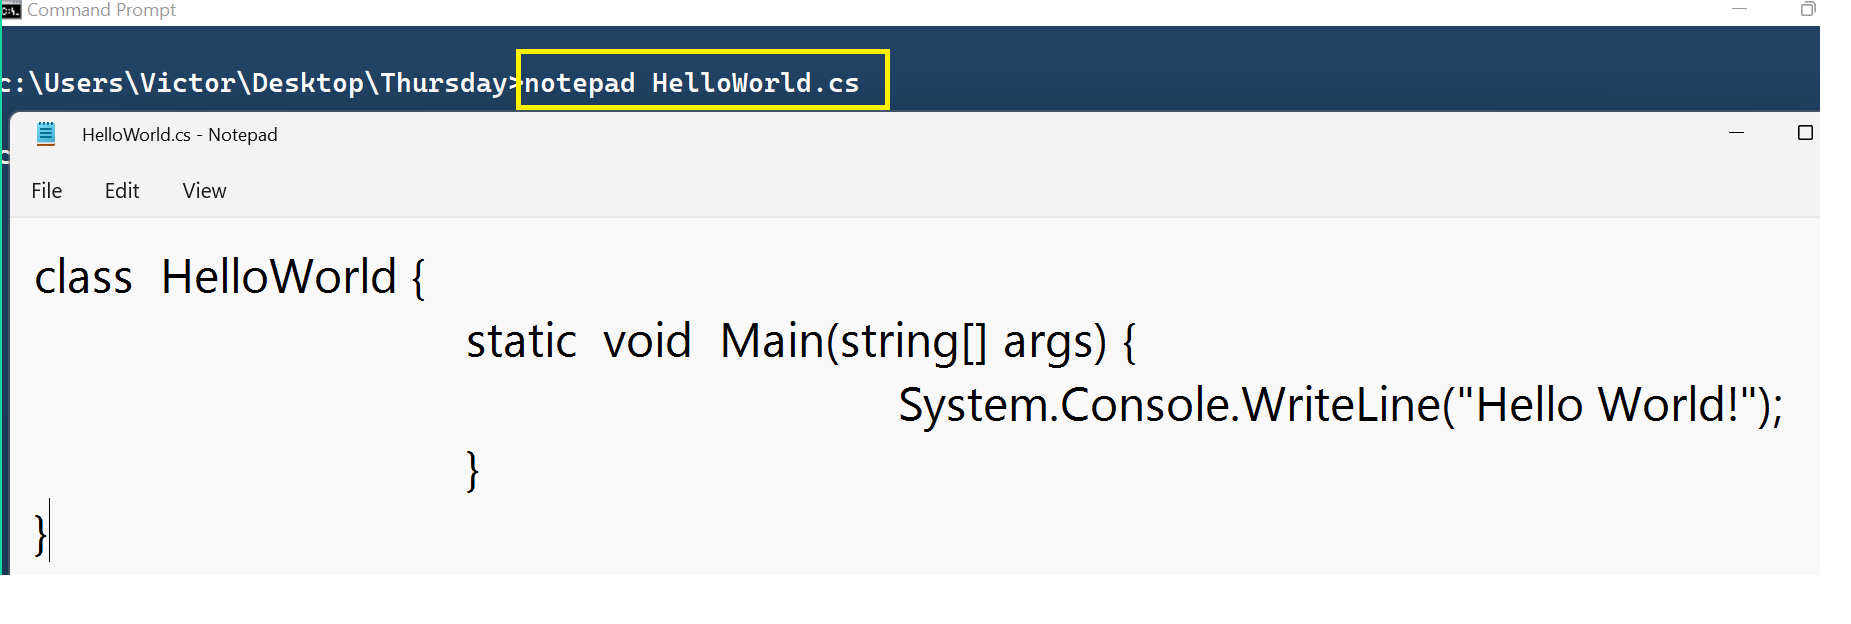 Command Prompt
c:\Users\Victor\Desktop\Thursday>notepad HelloWorld.cs
HelloWorld.cs - Notepad
c
File Edit View
class  HelloWorld {
static  void  Main(string[] args) {
System.Console.WriteLine("Hello World!");
}
}